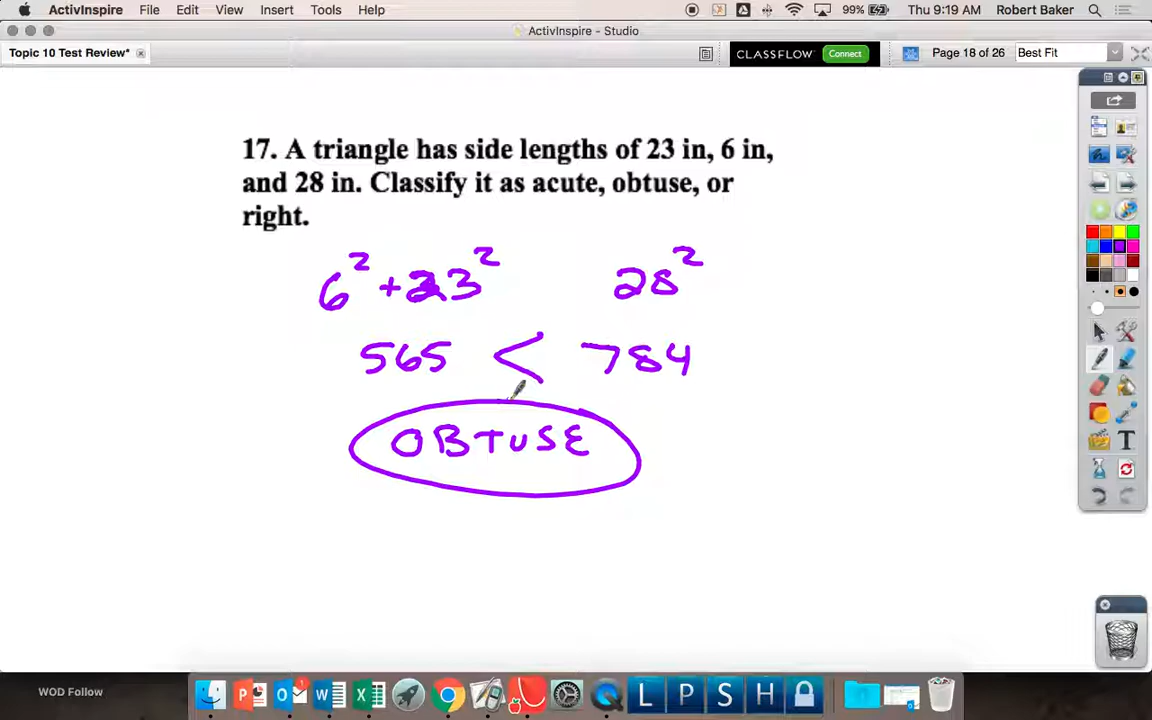 ActivInspire File Edit View Insert Tools Help 99% Thu 9:19 AM Robert Baker
ActivInspire - Studio
Topic 10 Test Review* CLASSFLOW Connect Page 18 of 26 Best Fit
17. A triangle has side lengths of 23 in, 6 in,
and 28 in. Classify it as acute, obtuse, or
right.
6² + 23² 28²
565 < 784
OBTUSE
T
L P S H
WOD Follow